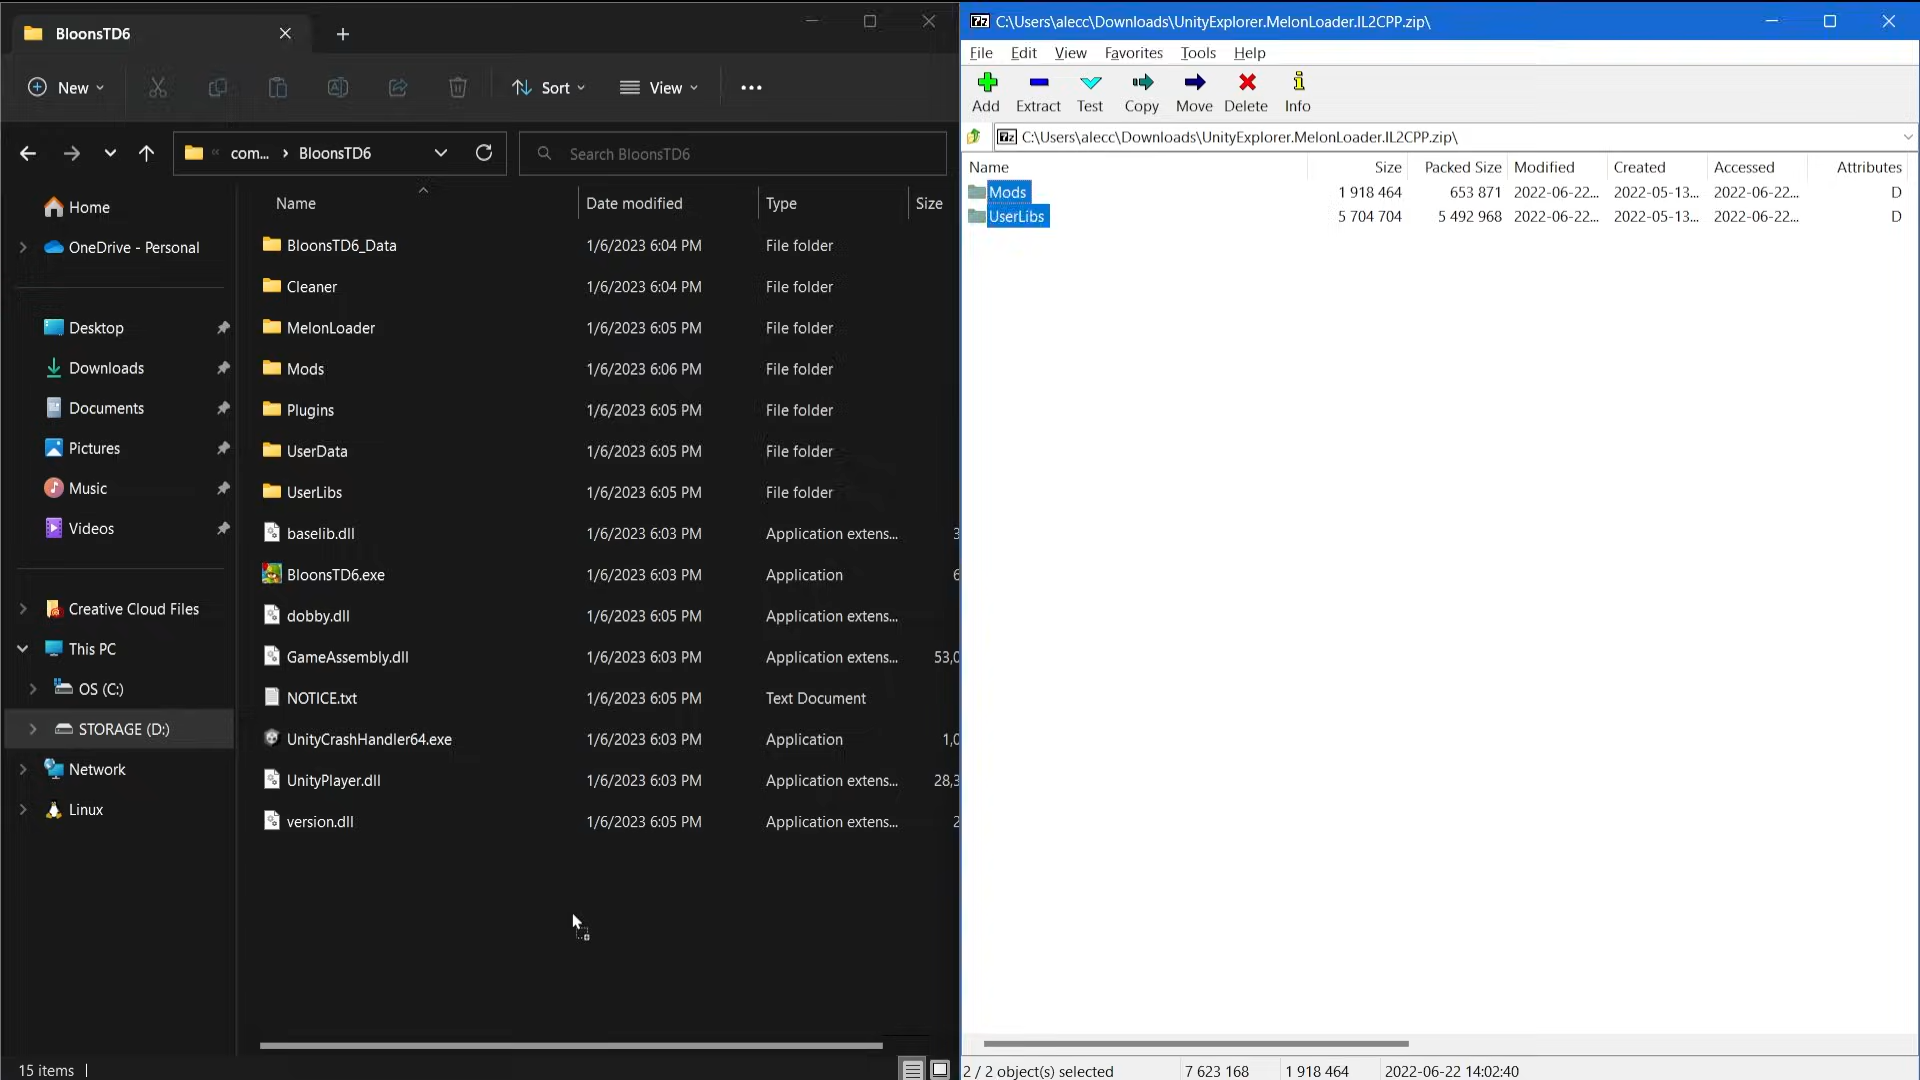 BloonsTD6
New
Sort
View
com... BloonsTD6
Search BloonsTD6
Home
OneDrive - Personal
Desktop
Downloads
Documents
Pictures
Music
Videos
Creative Cloud Files
This PC
OS (C:)
STORAGE (D:)
Network
Linux
Name Date modified Type Size
BloonsTD6_Data 1/6/2023 6:04 PM File folder
Cleaner 1/6/2023 6:04 PM File folder
MelonLoader 1/6/2023 6:05 PM File folder
Mods 1/6/2023 6:06 PM File folder
Plugins 1/6/2023 6:05 PM File folder
UserData 1/6/2023 6:05 PM File folder
UserLibs 1/6/2023 6:05 PM File folder
baselib.dll 1/6/2023 6:03 PM Application extens... 3
BloonsTD6.exe 1/6/2023 6:03 PM Application 6
dobby.dll 1/6/2023 6:05 PM Application extens...
GameAssembly.dll 1/6/2023 6:03 PM Application extens... 53,0
NOTICE.txt 1/6/2023 6:05 PM Text Document
UnityCrashHandler64.exe 1/6/2023 6:03 PM Application 1,0
UnityPlayer.dll 1/6/2023 6:03 PM Application extens... 28,3
version.dll 1/6/2023 6:05 PM Application extens... 2
15 items
7z C:\Users\alecc\Downloads\UnityExplorer.MelonLoader.IL2CPP.zip\
File Edit View Favorites Tools Help
Add Extract Test Copy Move Delete Info
7z C:\Users\alecc\Downloads\UnityExplorer.MelonLoader.IL2CPP.zip\
Name Size Packed Size Modified Created Accessed Attributes
Mods 1 918 464 653 871 2022-06-22... 2022-05-13... 2022-06-22... D
UserLibs 5 704 704 5 492 968 2022-06-22... 2022-05-13... 2022-06-22... D
2 / 2 object(s) selected 7 623 168 1 918 464 2022-06-22 14:02:40